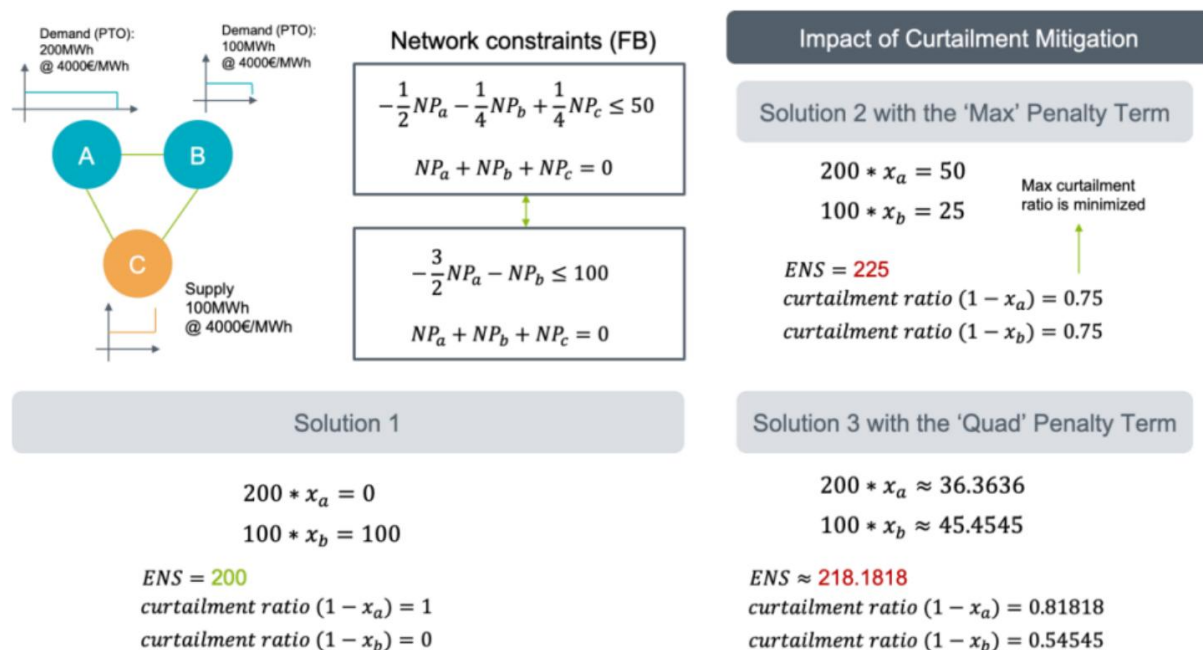 Demand (PTO):
200MWh
@ 4000€/MWh
Demand (PTO):
100MWh
@ 4000€/MWh
A
B
C
Supply
100MWh
@ 4000€/MWh
Network constraints (FB)
−1/2 NP_a − 1/4 NP_b + 1/4 NP_c ≤ 50
NP_a + NP_b + NP_c = 0
−3/2 NP_a − NP_b ≤ 100
NP_a + NP_b + NP_c = 0
Impact of Curtailment Mitigation
Solution 2 with the ‘Max’ Penalty Term
200 * x_a = 50
100 * x_b = 25
Max curtailment
ratio is minimized
ENS = 225
curtailment ratio (1 − x_a) = 0.75
curtailment ratio (1 − x_b) = 0.75
Solution 1
200 * x_a = 0
100 * x_b = 100
ENS = 200
curtailment ratio (1 − x_a) = 1
curtailment ratio (1 − x_b) = 0
Solution 3 with the ‘Quad’ Penalty Term
200 * x_a ≈ 36.3636
100 * x_b ≈ 45.4545
ENS ≈ 218.1818
curtailment ratio (1 − x_a) = 0.81818
curtailment ratio (1 − x_b) = 0.54545